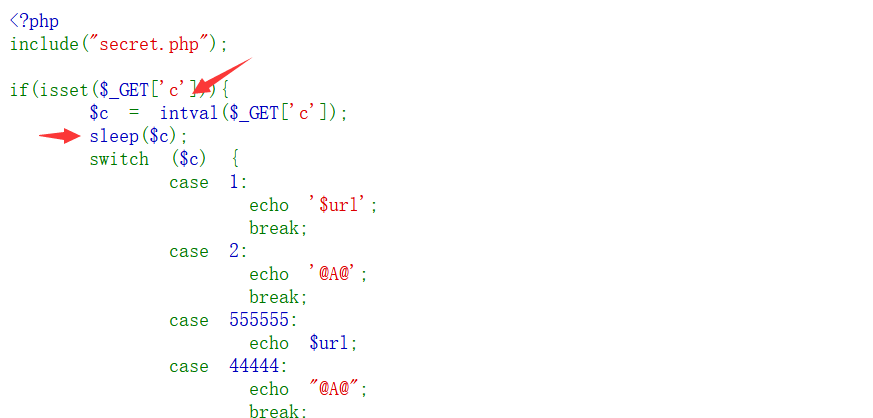 <?php
include("secret.php");
if(isset($_GET['c'])){
$c = intval($_GET['c']);
sleep($c);
switch ($c) {
case 1:
echo '$url';
break;
case 2:
echo '@A@';
break;
case 555555:
echo $url;
case 44444:
echo "@A@";
break;